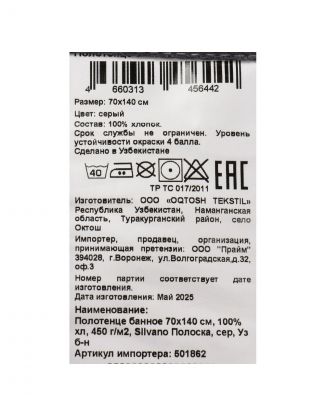 Полотенце
4 660313 456442
Размер: 70х140 см
Цвет: серый
Состав: 100% хлопок.
Срок службы не ограничен. Уровень
устойчивости окраски 4 балла.
Сделано в Узбекистане
40
ТР ТС 017/2011
EAC
Изготовитель: ООО «OQTOSH TEKSTIL»
Республика Узбекистан, Наманганская
область, Туракурганский район, село
Октош
Импортер, продавец, организация,
принимающая претензии: ООО "Прайм"
394028, г.Воронеж, ул.Волгоградская,д.32,
оф.3
Номер партии соответствует дате
изготовления.
Дата изготовления: Май 2025
Наименование:
Полотенце банное 70х140 см, 100%
хл, 450 г/м2, Silvano Полоска, сер, Уз
б-н
Артикул импортера: 501862